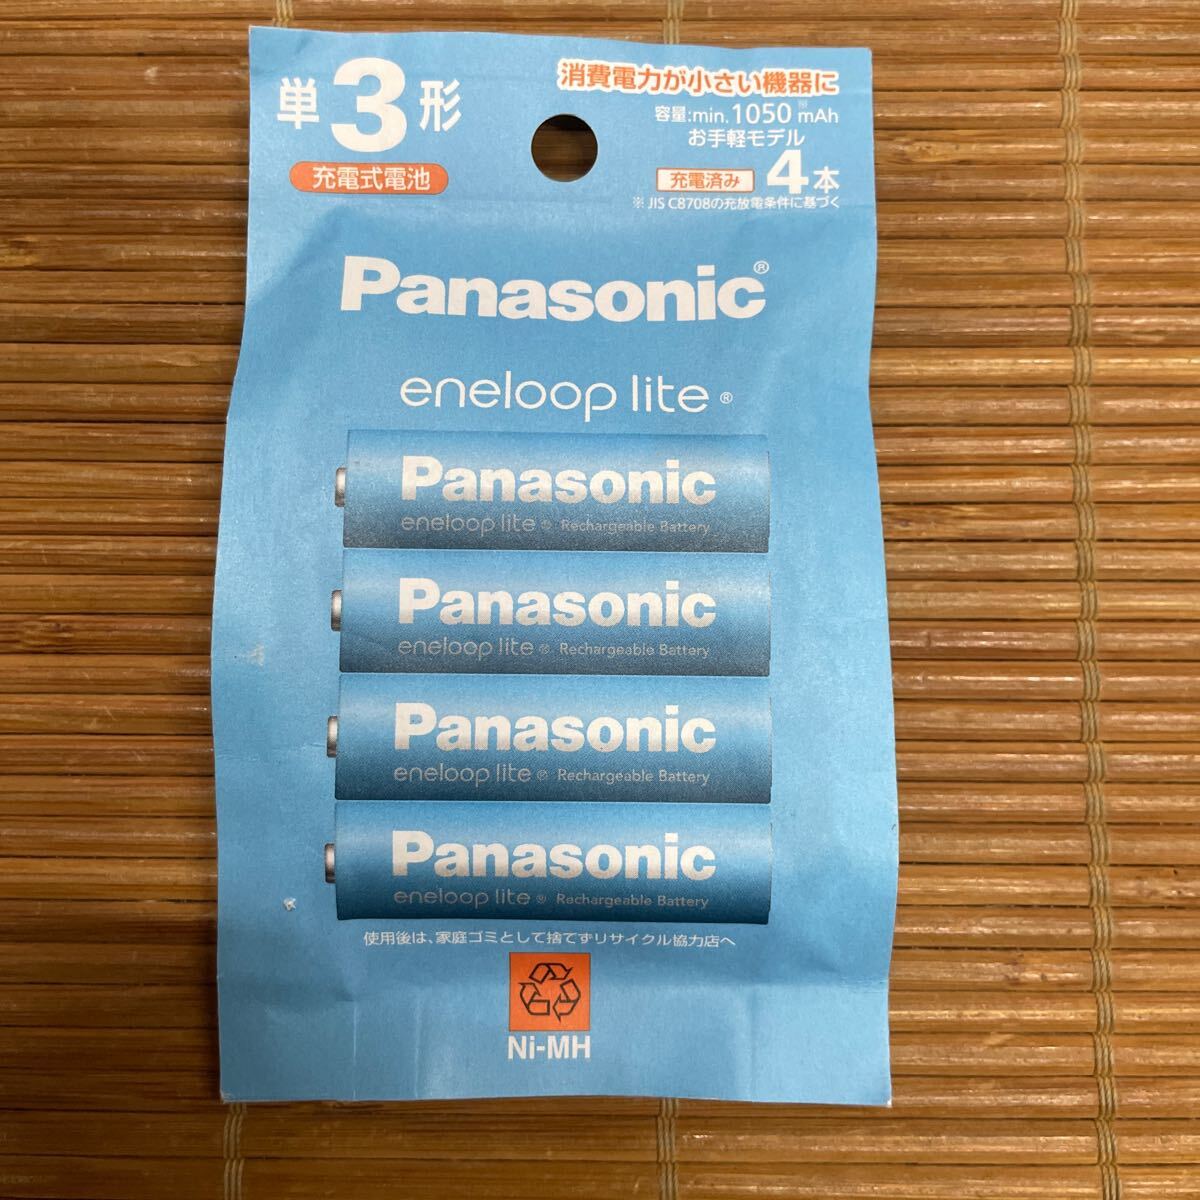 単3形
充電式電池
消費電力が小さい機器に
容量:min.1050※mAh
お手軽モデル
充電済み 4本
※JIS C8708の充放電条件に基づく
Panasonic®
eneloop lite®
Panasonic
eneloop lite® Rechargeable Battery
Panasonic
eneloop lite® Rechargeable Battery
Panasonic
eneloop lite® Rechargeable Battery
Panasonic
eneloop lite® Rechargeable Battery
使用後は、家庭ゴミとして捨てずリサイクル協力店へ
Ni-MH